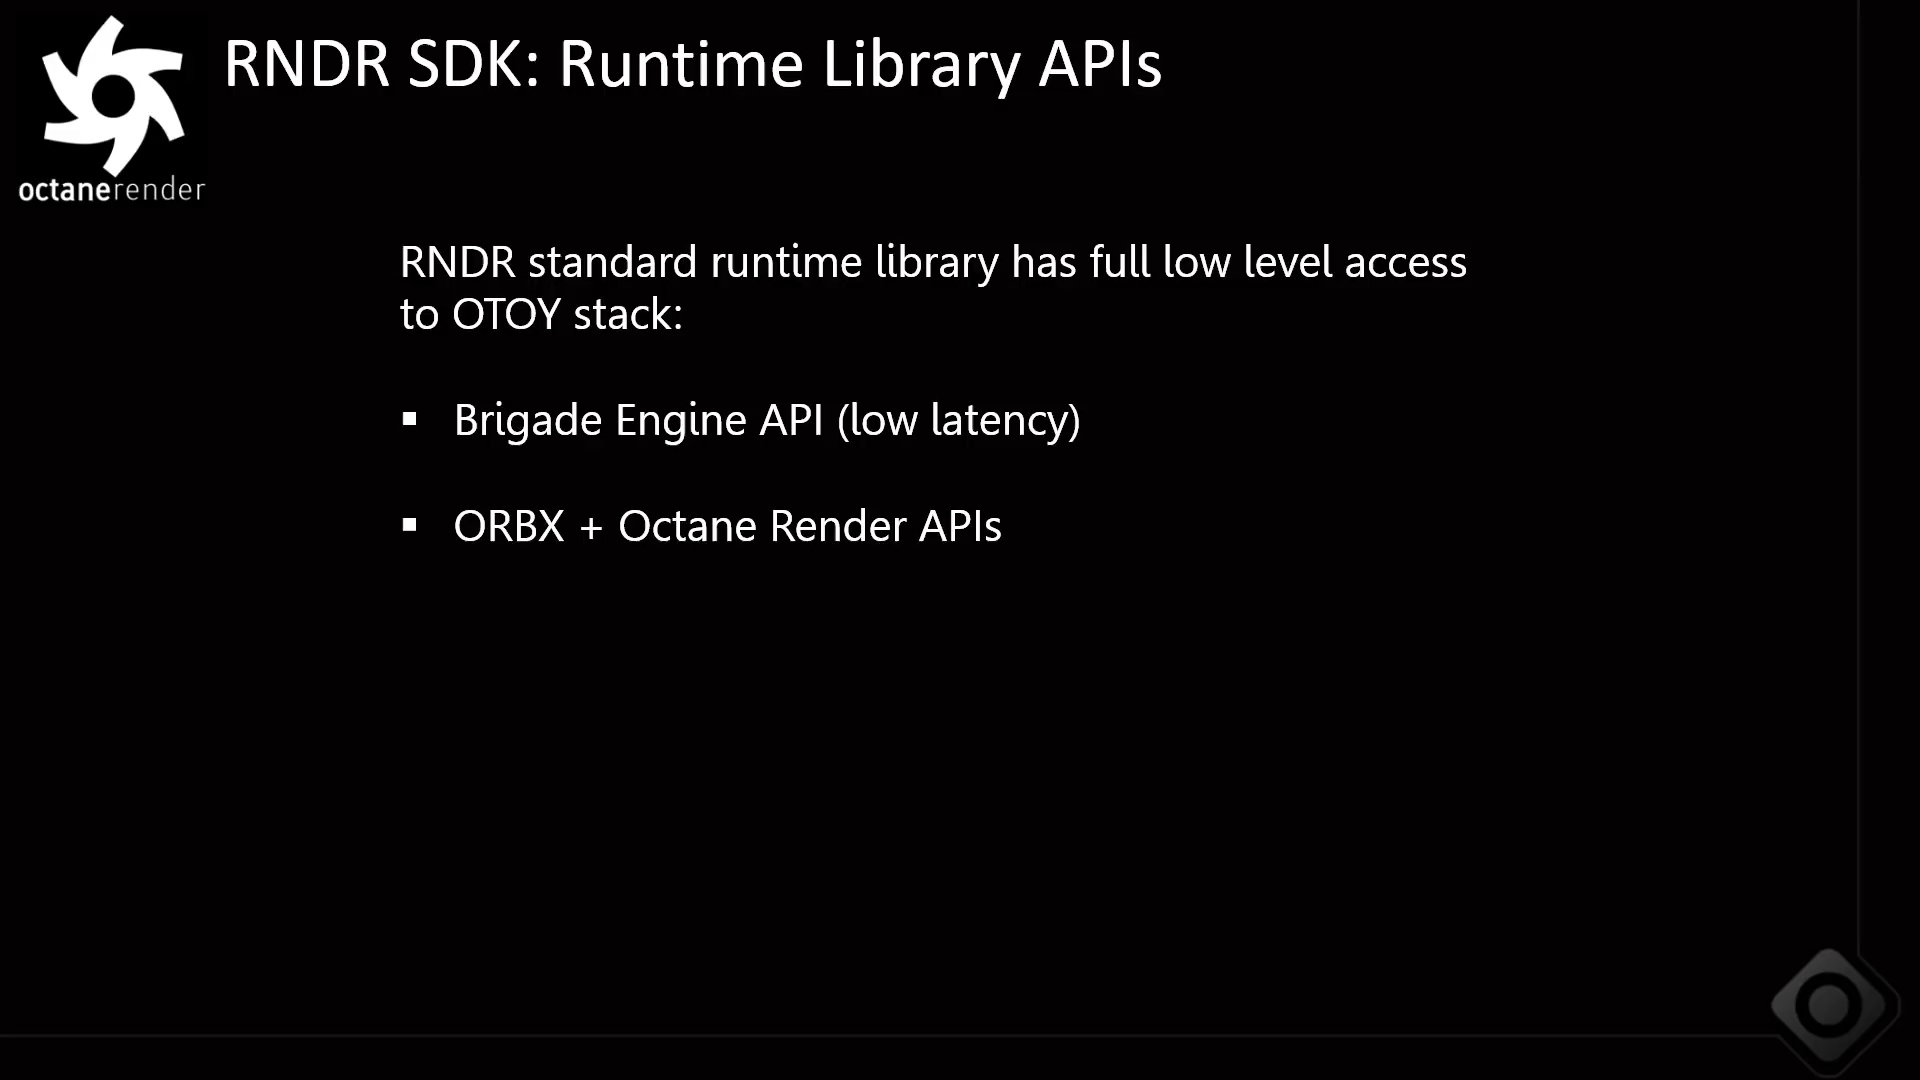 RNDR SDK: Runtime Library APIs
octanerender
RNDR standard runtime library has full low level access
to OTOY stack:
▪ Brigade Engine API (low latency)
▪ ORBX + Octane Render APIs